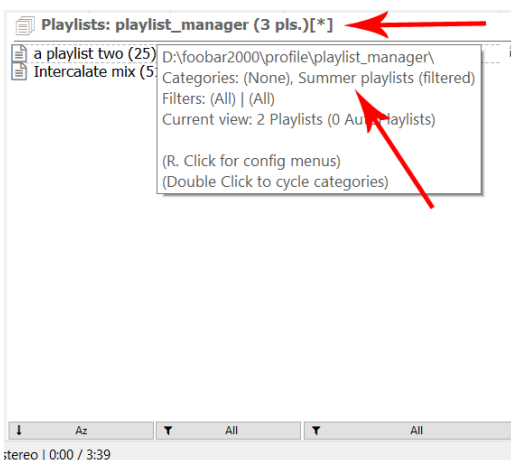 Playlists: playlist_manager (3 pls.)[*]
a playlist two (25)
Intercalate mix (5
D:\foobar2000\profile\playlist_manager\
Categories: (None), Summer playlists (filtered)
Filters: (All) | (All)
Current view: 2 Playlists (0 AutoPlaylists)
(R. Click for config menus)
(Double Click to cycle categories)
Az
All
All
stereo | 0:00 / 3:39